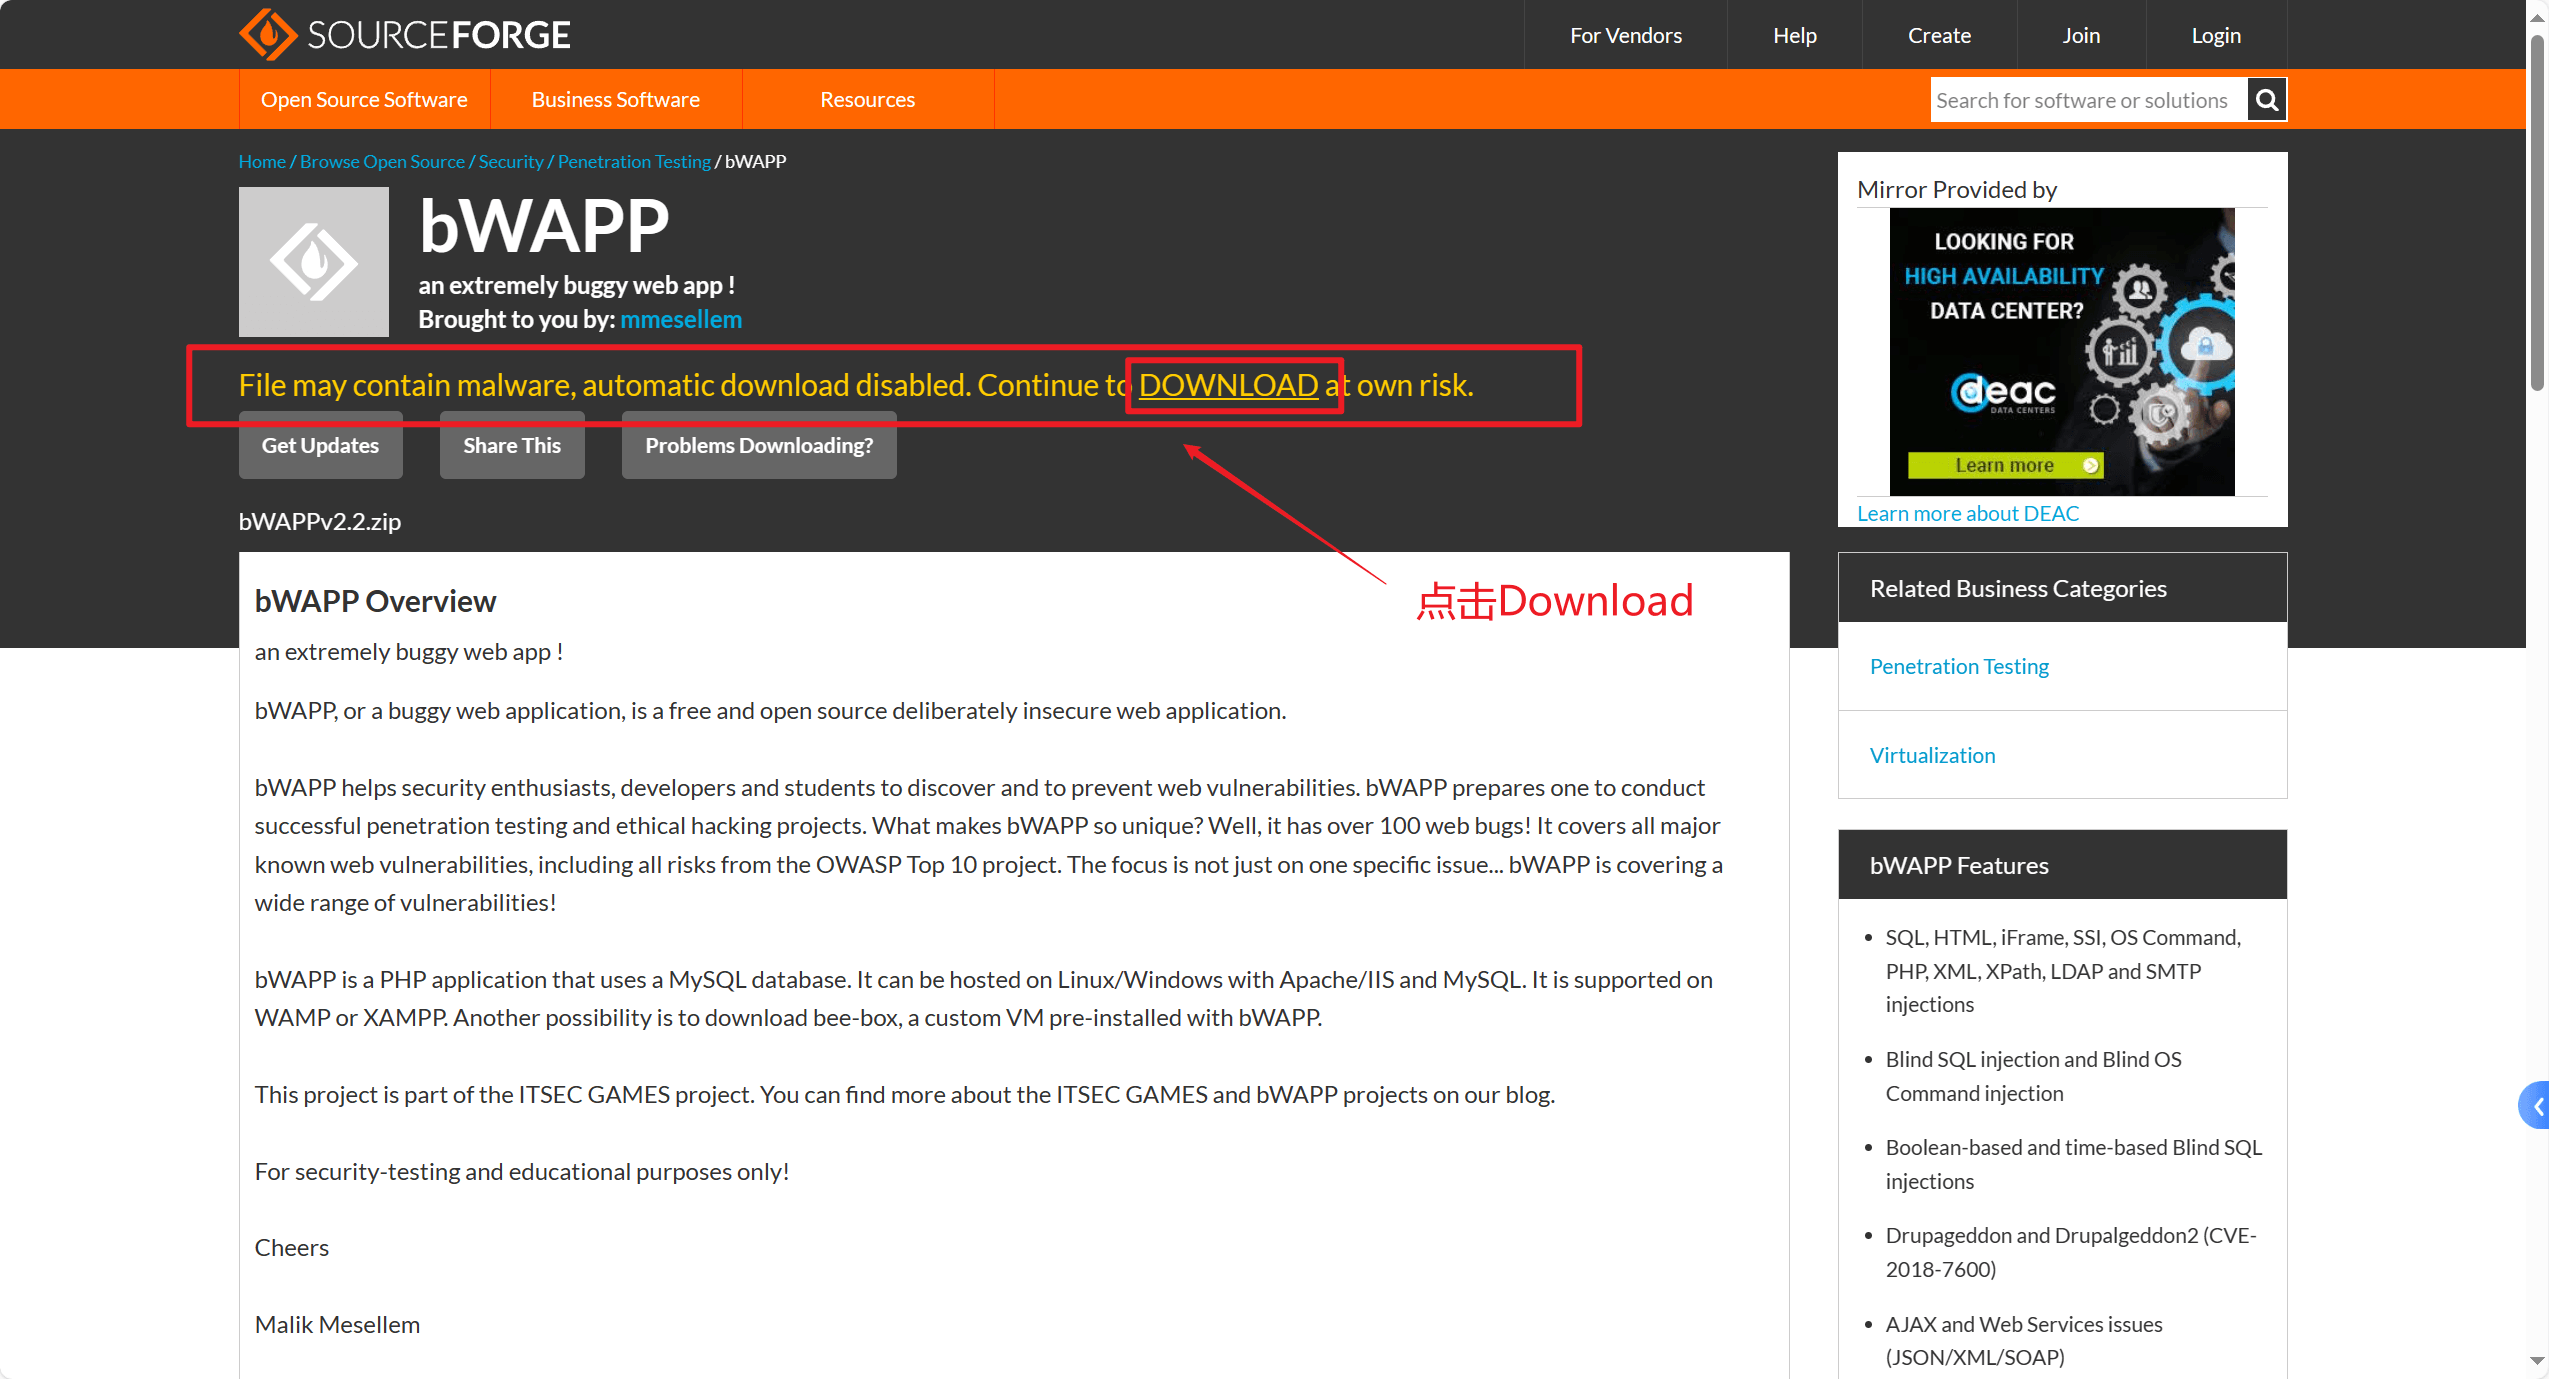 SOURCEFORGE
For Vendors
Help
Create
Join
Login
Open Source Software
Business Software
Resources
Search for software or solutions
Home / Browse Open Source / Security / Penetration Testing / bWAPP
bWAPP
an extremely buggy web app !
Brought to you by: mmesellem
File may contain malware, automatic download disabled. Continue to DOWNLOAD at own risk.
Get Updates
Share This
Problems Downloading?
bWAPPv2.2.zip
点击Download
bWAPP Overview
an extremely buggy web app !
bWAPP, or a buggy web application, is a free and open source deliberately insecure web application.
bWAPP helps security enthusiasts, developers and students to discover and to prevent web vulnerabilities. bWAPP prepares one to conduct
successful penetration testing and ethical hacking projects. What makes bWAPP so unique? Well, it has over 100 web bugs! It covers all major
known web vulnerabilities, including all risks from the OWASP Top 10 project. The focus is not just on one specific issue... bWAPP is covering a
wide range of vulnerabilities!
bWAPP is a PHP application that uses a MySQL database. It can be hosted on Linux/Windows with Apache/IIS and MySQL. It is supported on
WAMP or XAMPP. Another possibility is to download bee-box, a custom VM pre-installed with bWAPP.
This project is part of the ITSEC GAMES project. You can find more about the ITSEC GAMES and bWAPP projects on our blog.
For security-testing and educational purposes only!
Cheers
Malik Mesellem
Mirror Provided by
LOOKING FOR
HIGH AVAILABILITY
DATA CENTER?
deac
DATA CENTERS
Learn more
Learn more about DEAC
Related Business Categories
Penetration Testing
Virtualization
bWAPP Features
• SQL, HTML, iFrame, SSI, OS Command,
PHP, XML, XPath, LDAP and SMTP
injections
• Blind SQL injection and Blind OS
Command injection
• Boolean-based and time-based Blind SQL
injections
• Drupageddon and Drupalgeddon2 (CVE-
2018-7600)
• AJAX and Web Services issues
(JSON/XML/SOAP)